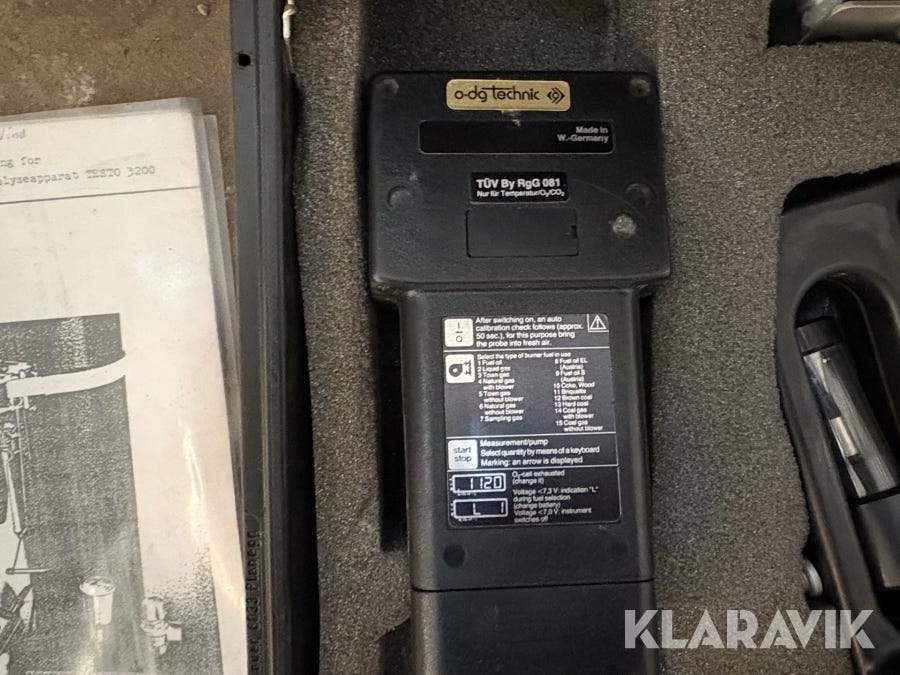 Vind
ng for
lyseapparat TESTO 3200
o-dg technic
Made in
W.-Germany
TÜV By RgG 081
Nur für Temperatur/O₂/CO₂
I
O
After switching on, an auto
calibration check follows (approx.
50 sec.), for this purpose bring
the probe into fresh air.
Select the type of burner fuel in use
1 Fuel oil
2 Liquid gas
3 Town gas
4 Natural gas
with blower
5 Town gas
without blower
6 Natural gas
without blower
7 Sampling gas
8 Fuel oil EL
(Austria)
9 Fuel oil S
(Austria)
10 Coke, Wood
11 Briquette
12 Brown coal
13 Hard coal
14 Coal gas
with blower
15 Coal gas
without blower
start
stop
Measurement/pump
Select quantity by means of a keyboard
Marking: an arrow is displayed
1120
O₂-cell exhausted
(change it)
L 1
Voltage <7,3 V: indication "L"
during fuel selection
(change battery)
Voltage <7,0 V: instrument
switches off
KLARAVIK